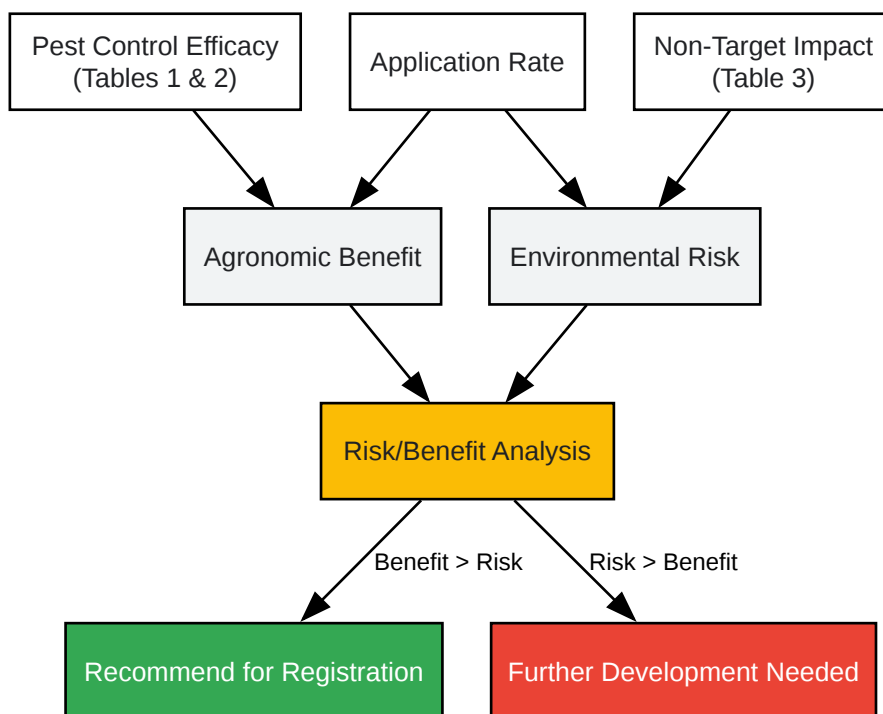 Pest Control Efficacy
(Tables 1 & 2)
Application Rate
Non-Target Impact
(Table 3)
Agronomic Benefit
Environmental Risk
Risk/Benefit Analysis
Benefit > Risk
Risk > Benefit
Recommend for Registration
Further Development Needed